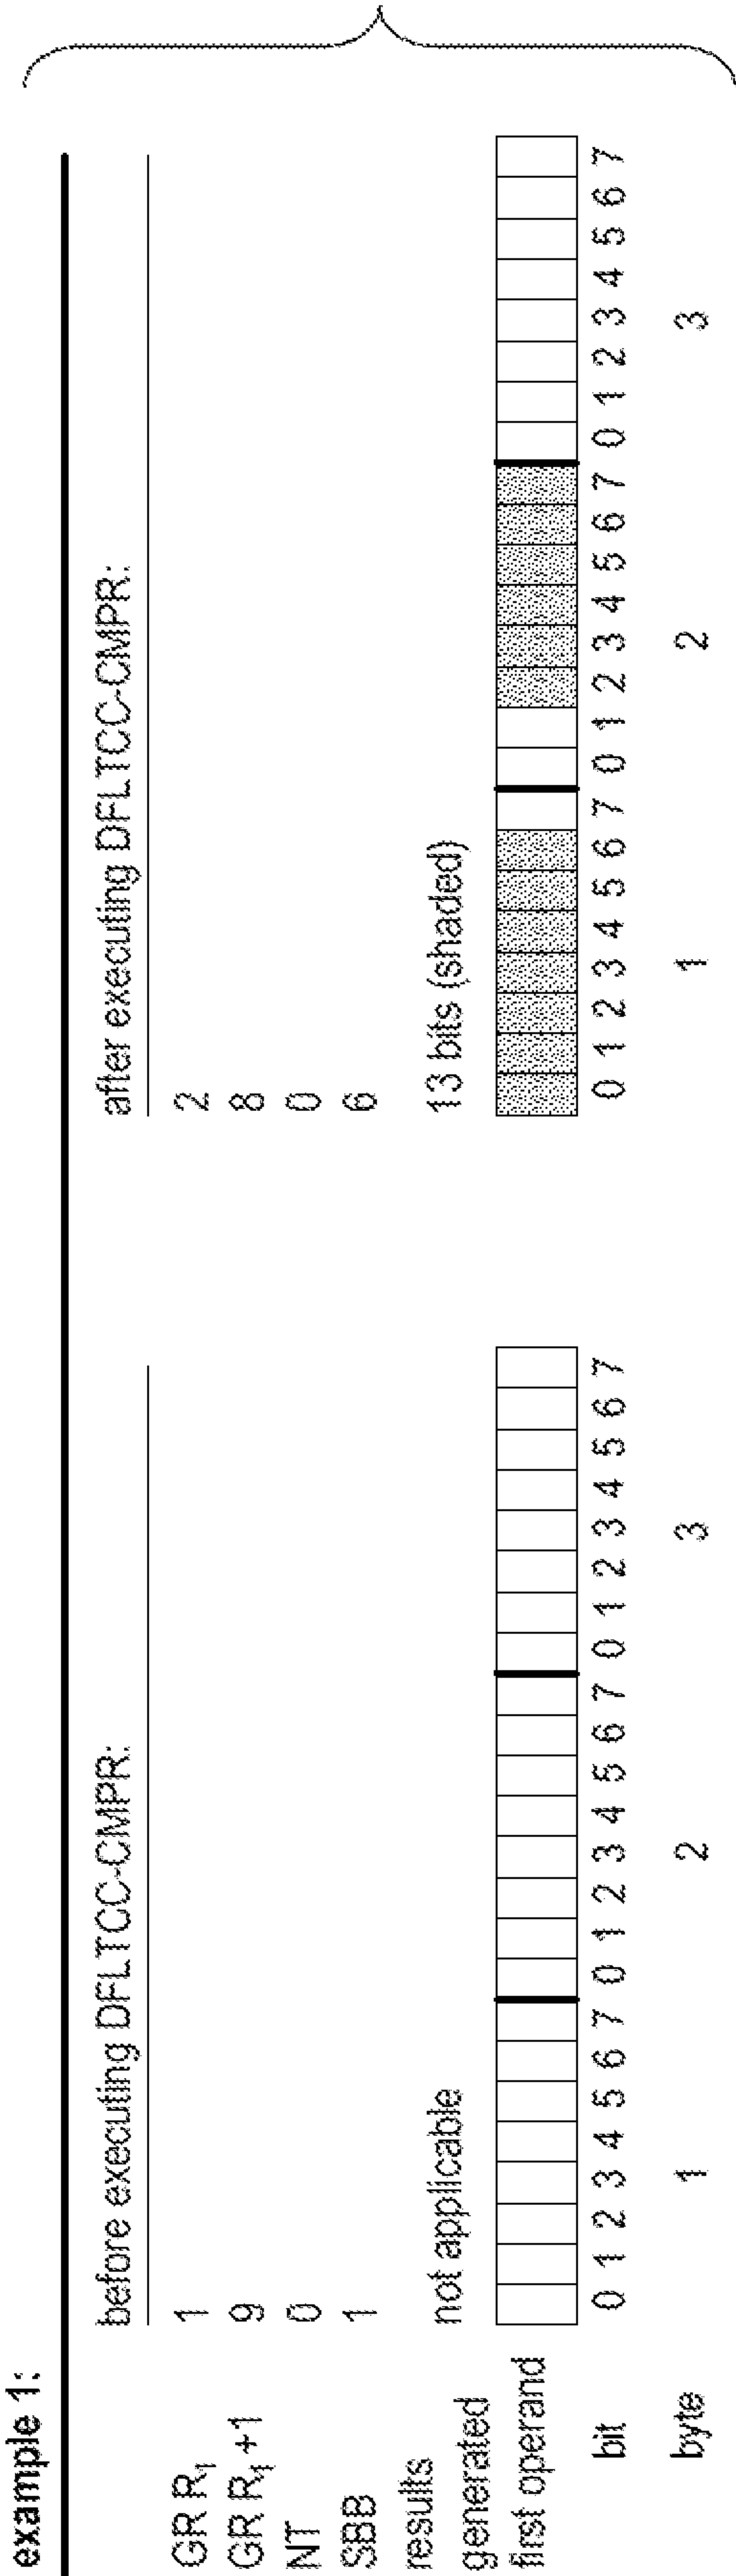 example 1:
before executing DFLTCC-CMPR: after executing DFLTCC-CMPR:
GR R1 1 2
GR R1 +1 9 8
NT 0 0
SBB 1 6
results
generated not applicable 13 bits (shaded)
first operand
bit 0 1 2 3 4 5 6 7 0 1 2 3 4 5 6 7 0 1 2 3 4 5 6 7 0 1 2 3 4 5 6 7 0 1 2 3 4 5 6 7 0 1 2 3 4 5 6 7
byte 1 2 3 1 2 3